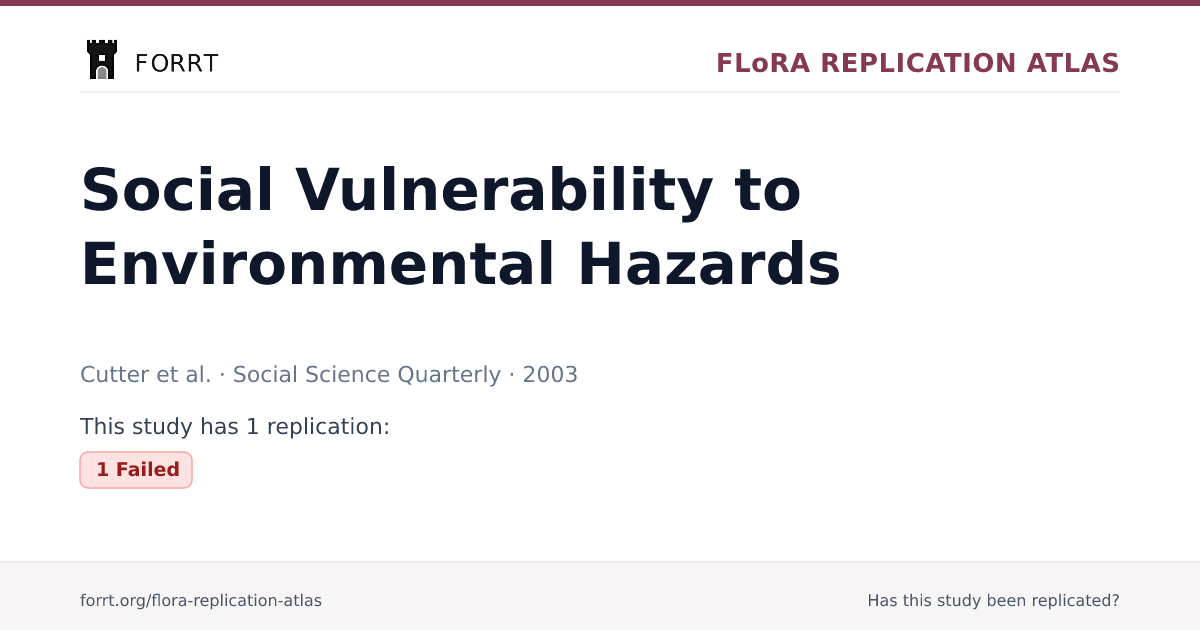 FORRT
FLoRA REPLICATION ATLAS
Social Vulnerability to
Environmental Hazards
Cutter et al. · Social Science Quarterly · 2003
This study has 1 replication:
1 Failed
forrt.org/flora-replication-atlas
Has this study been replicated?